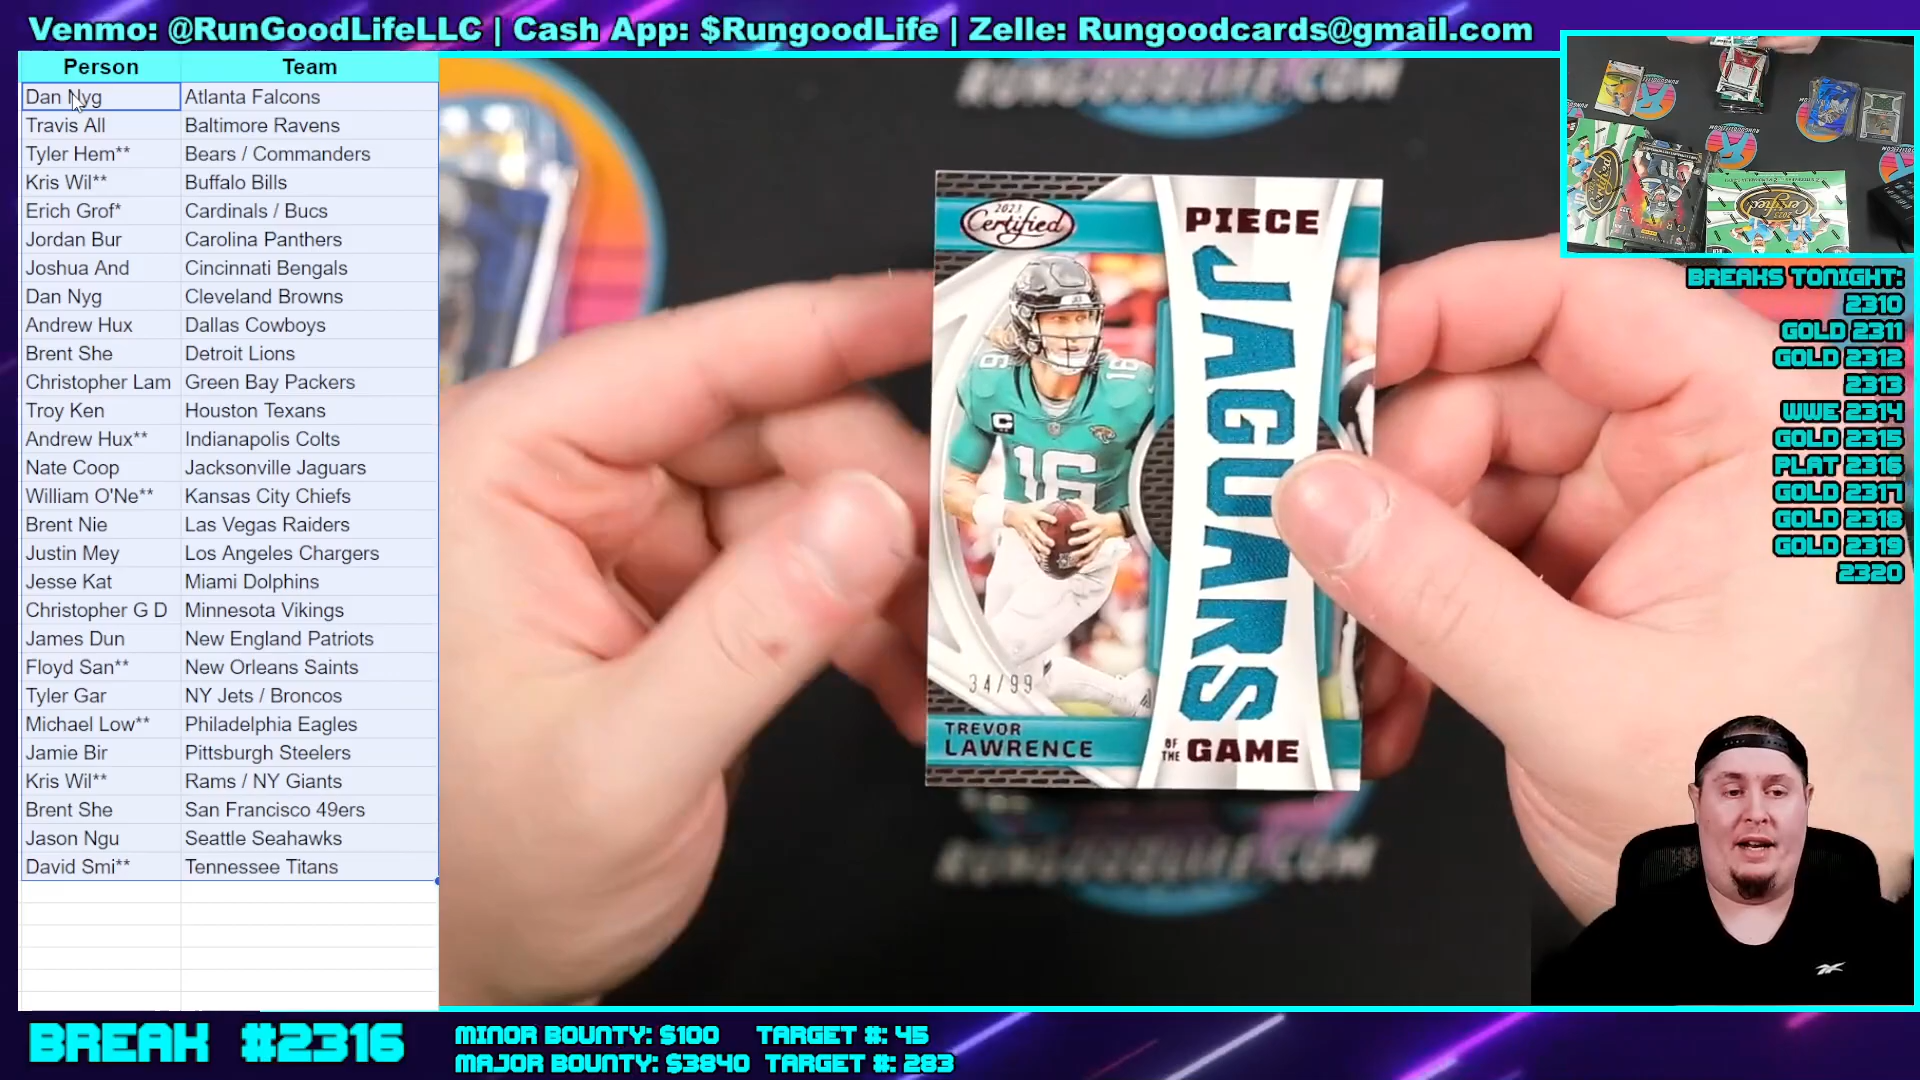 Venmo: @RunGoodLifeLLC | Cash App: $RungoodLife | Zelle: Rungoodcards@gmail.com
Person Team
Dan Nyg Atlanta Falcons
Travis All Baltimore Ravens
Tyler Hem** Bears / Commanders
Kris Wil** Buffalo Bills
Erich Grof* Cardinals / Bucs
Jordan Bur Carolina Panthers
Joshua And Cincinnati Bengals
Dan Nyg Cleveland Browns
Andrew Hux Dallas Cowboys
Brent She Detroit Lions
Christopher Lam Green Bay Packers
Troy Ken Houston Texans
Andrew Hux** Indianapolis Colts
Nate Coop Jacksonville Jaguars
William O'Ne** Kansas City Chiefs
Brent Nie Las Vegas Raiders
Justin Mey Los Angeles Chargers
Jesse Kat Miami Dolphins
Christopher G D Minnesota Vikings
James Dun New England Patriots
Floyd San** New Orleans Saints
Tyler Gar NY Jets / Broncos
Michael Low** Philadelphia Eagles
Jamie Bir Pittsburgh Steelers
Kris Wil** Rams / NY Giants
Brent She San Francisco 49ers
Jason Ngu Seattle Seahawks
David Smi** Tennessee Titans
RUNGOODLIFE.COM
2023
Certified
PIECE
JAGUARS
16 16
C
16
34/99
TREVOR
LAWRENCE
OF THE GAME
RUNGOODLIFE.COM
Certified
BREAKS TONIGHT:
2310
GOLD 2311
GOLD 2312
2313
WWE 2314
GOLD 2315
PLAT 2316
GOLD 2317
GOLD 2318
GOLD 2319
2320
BREAK #2316
MINOR BOUNTY: $100 TARGET #: 45
MAJOR BOUNTY: $3840 TARGET #: 283